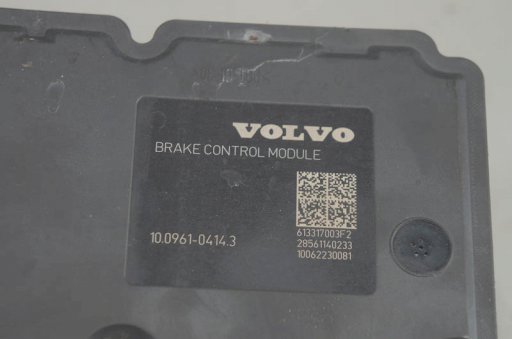 VOLVO
BRAKE CONTROL MODULE
613317003F2
10.0961-0414.3
28561140233
10062230081